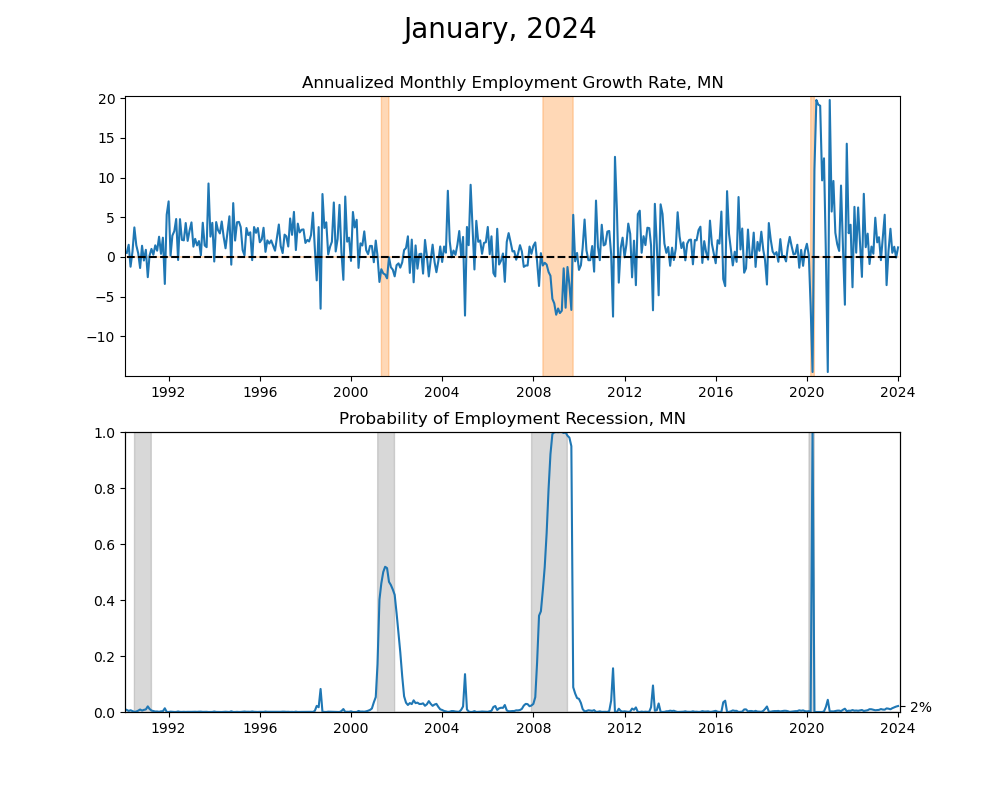 January, 2024
Annualized Monthly Employment Growth Rate, MN
20
15
10
5
0
−5
−10
1992 1996 2000 2004 2008 2012 2016 2020 2024
Probability of Employment Recession, MN
1.0
0.8
0.6
0.4
0.2
0.0
2%
1992 1996 2000 2004 2008 2012 2016 2020 2024